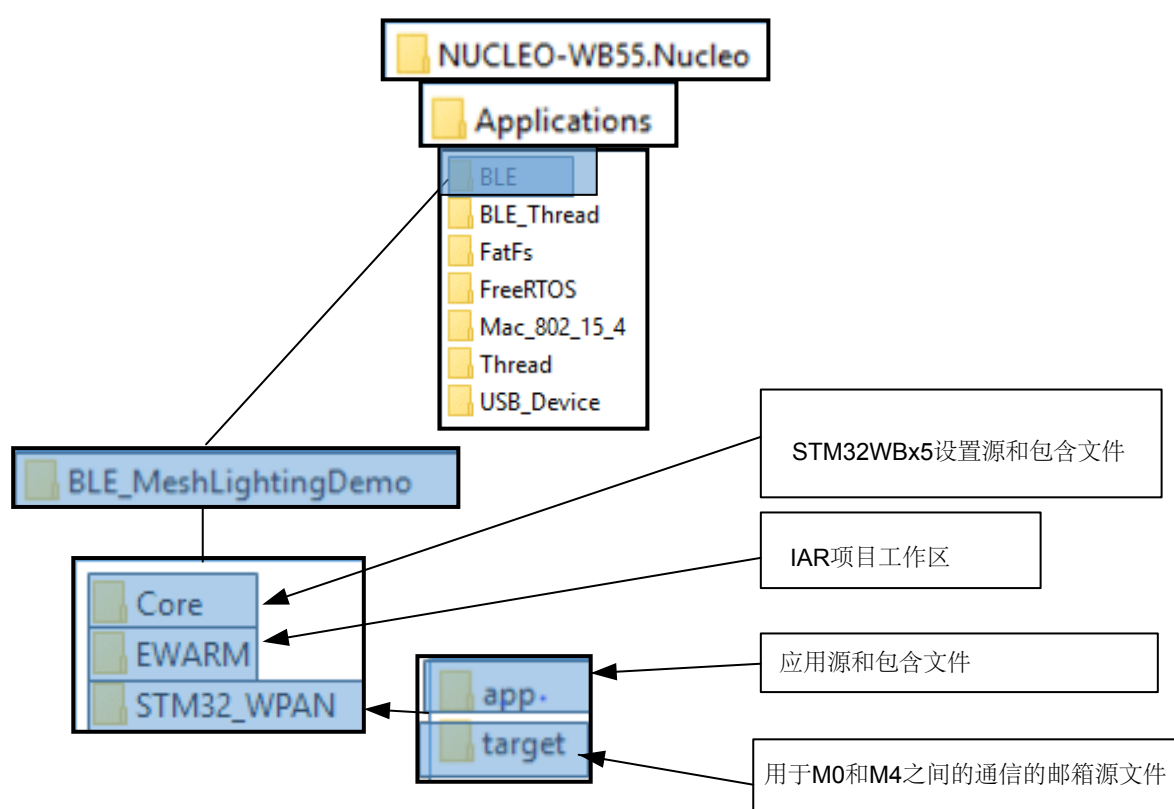 NUCLEO-WB55.Nucleo
Applications
BLE
BLE_Thread
FatFs
FreeRTOS
Mac_802_15_4
Thread
USB_Device
BLE_MeshLightingDemo
STM32WBx5设置源和包含文件
IAR项目工作区
Core
EWARM
STM32_WPAN
app
target
应用源和包含文件
用于M0和M4之间的通信的邮箱源文件